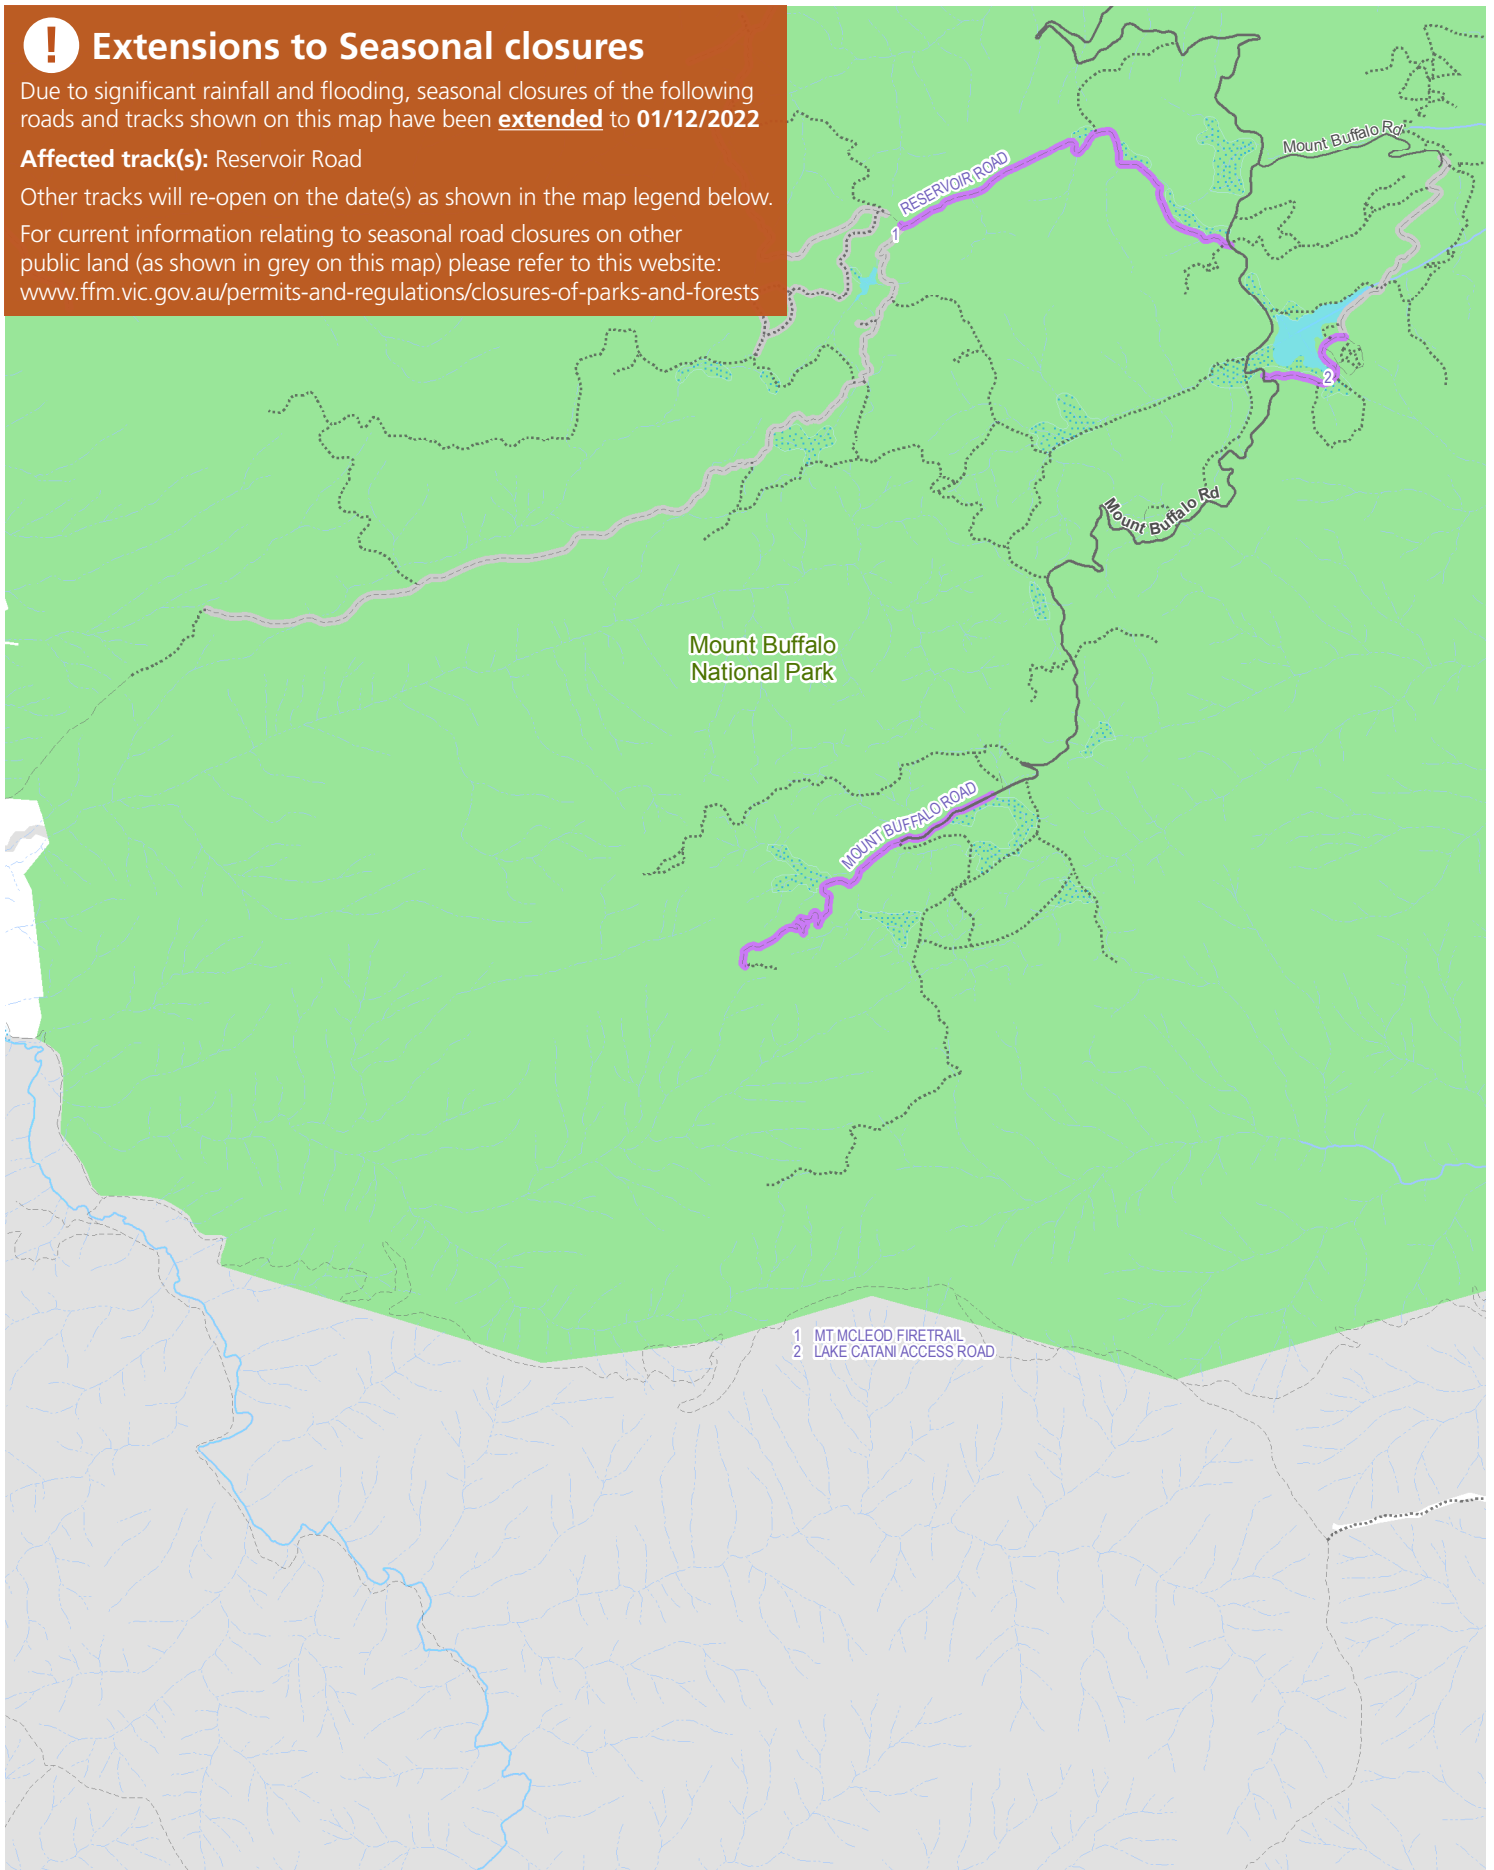 ! Extensions to Seasonal closures
Due to significant rainfall and flooding, seasonal closures of the following
roads and tracks shown on this map have been extended to 01/12/2022
Affected track(s): Reservoir Road
Other tracks will re-open on the date(s) as shown in the map legend below.
For current information relating to seasonal road closures on other
public land (as shown in grey on this map) please refer to this website:
www.ffm.vic.gov.au/permits-and-regulations/closures-of-parks-and-forests
Mount Buffalo Rd
RESERVOIR ROAD
1
2
Mount Buffalo Rd
Mount Buffalo
National Park
MOUNT BUFFALO ROAD
1 MT MCLEOD FIRETRAIL
2 LAKE CATANI ACCESS ROAD